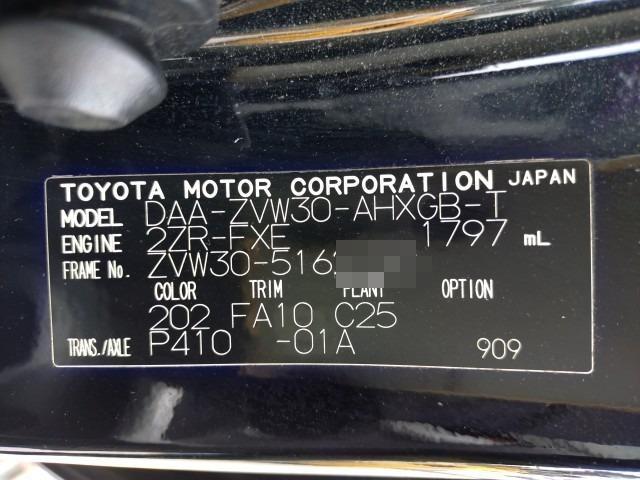 TOYOTA MOTOR CORPORATION JAPAN
MODEL DAA-ZVW30-AHXGB-T
ENGINE 2ZR-FXE 1797 mL
FRAME No. ZVW30-516
COLOR TRIM PLANT OPTION
202 FA10 C25
TRANS./AXLE P410 -01A 909